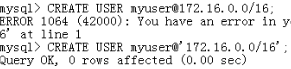 mysql> CREATE USER myuser@172.16.0.0/16;
ERROR 1064 (42000): You have an error in y
6' at line 1
mysql> CREATE USER myuser@'172.16.0.0/16';
Query OK, 0 rows affected (0.00 sec)